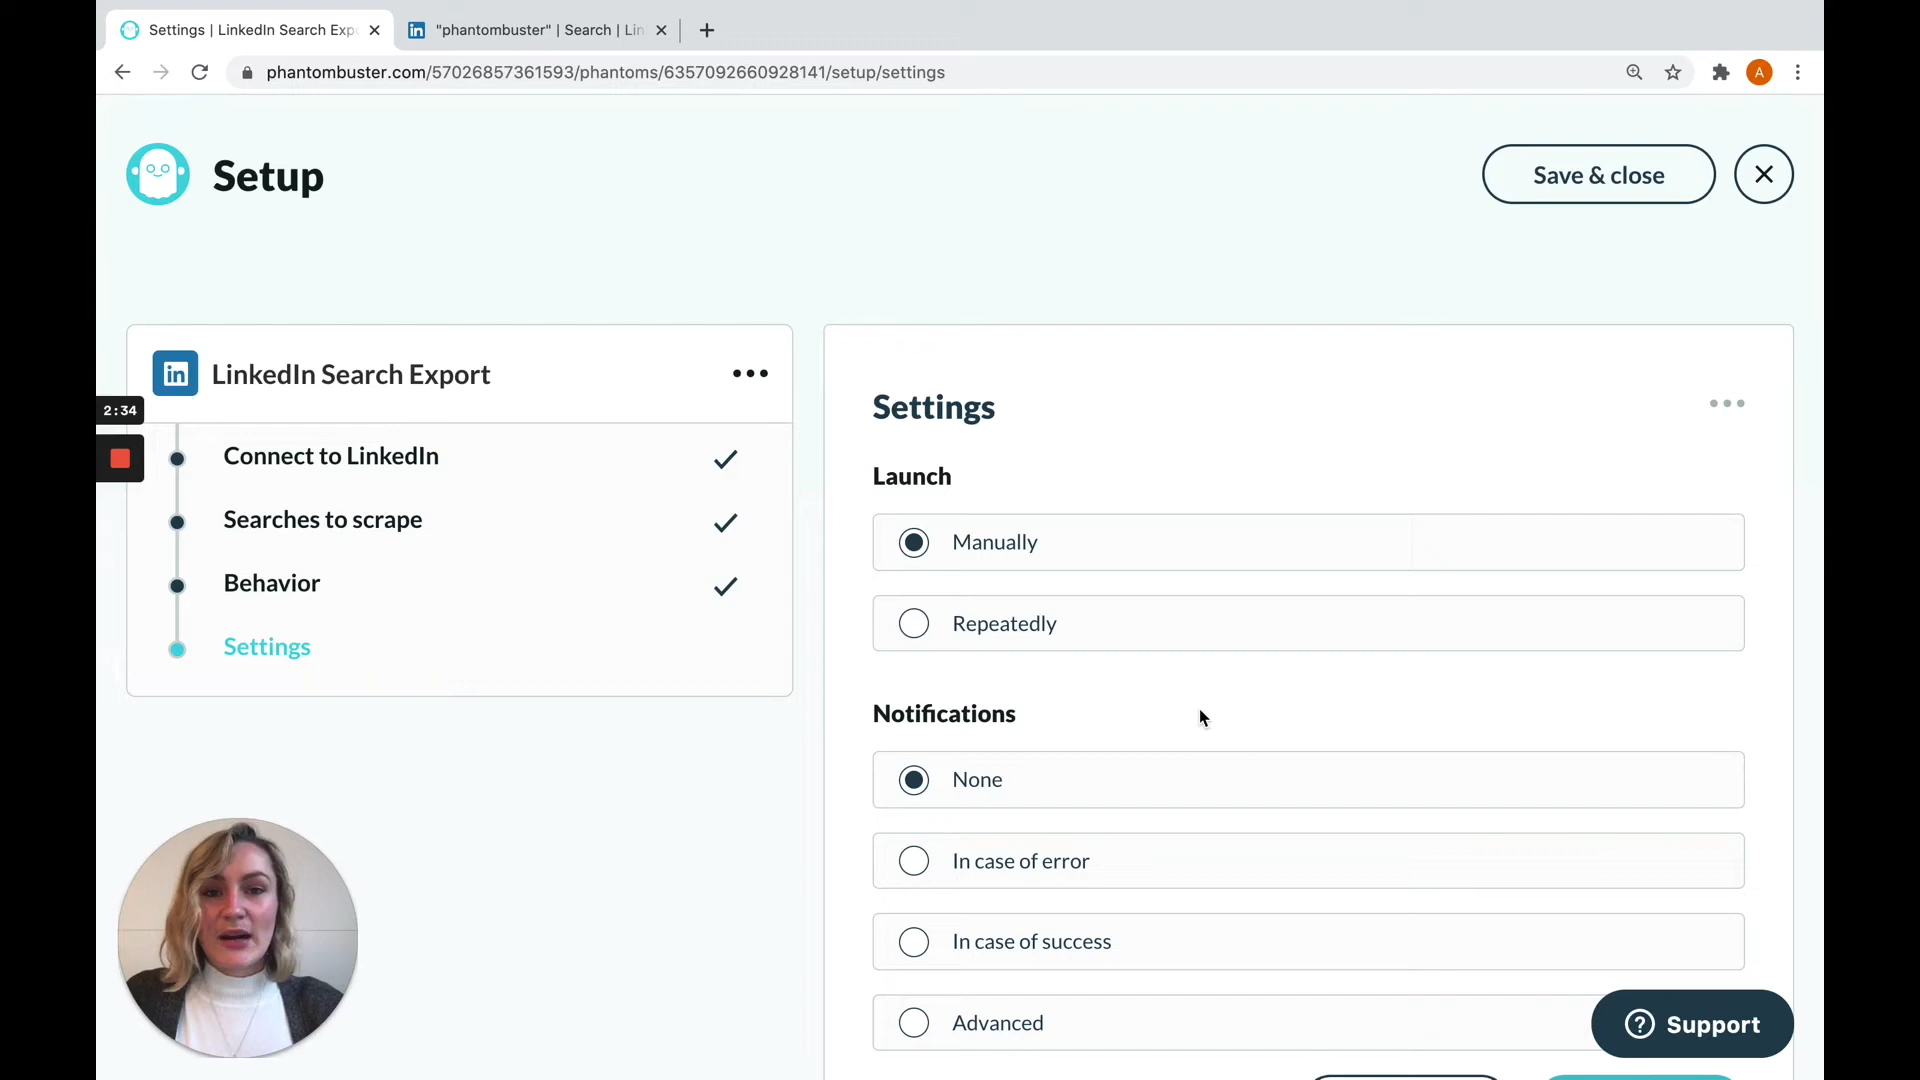 Settings | LinkedIn Search Exp
"phantombuster" | Search | Lin
phantombuster.com/57026857361593/phantoms/6357092660928141/setup/settings
A
Setup
Save & close
in
LinkedIn Search Export
2:34
Connect to LinkedIn
Searches to scrape
Behavior
Settings
Settings
Launch
Manually
Repeatedly
Notifications
None
In case of error
In case of success
Advanced
Support